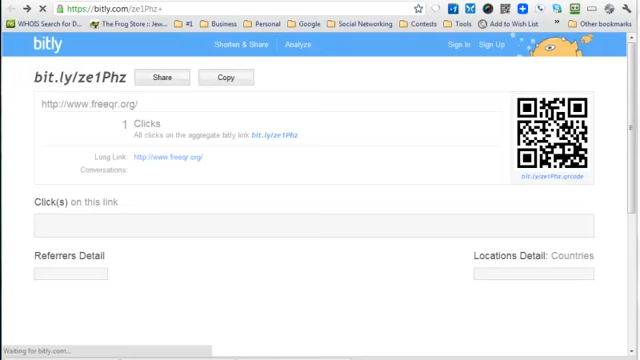 https://bitly.com/ze1Phz+
WHOIS Search for D...
The Frog Store :: Je...
#1
Business
Personal
Google
Social Networking
Contests
Tools
Add to Wish List
»
Other bookmarks
bitly
Shorten & Share
Analyze
Sign In
Sign Up
bit.ly/ze1Phz
Share
Copy
http://www.freeqr.org/
1 Clicks
All clicks on the aggregate bitly link bit.ly/ze1Phz
Long Link: http://www.freeqr.org/
Conversations:
bit.ly/ze1Phz.qrcode
Click(s) on this link
Referrers Detail
Locations Detail: Countries
Waiting for bitly.com...